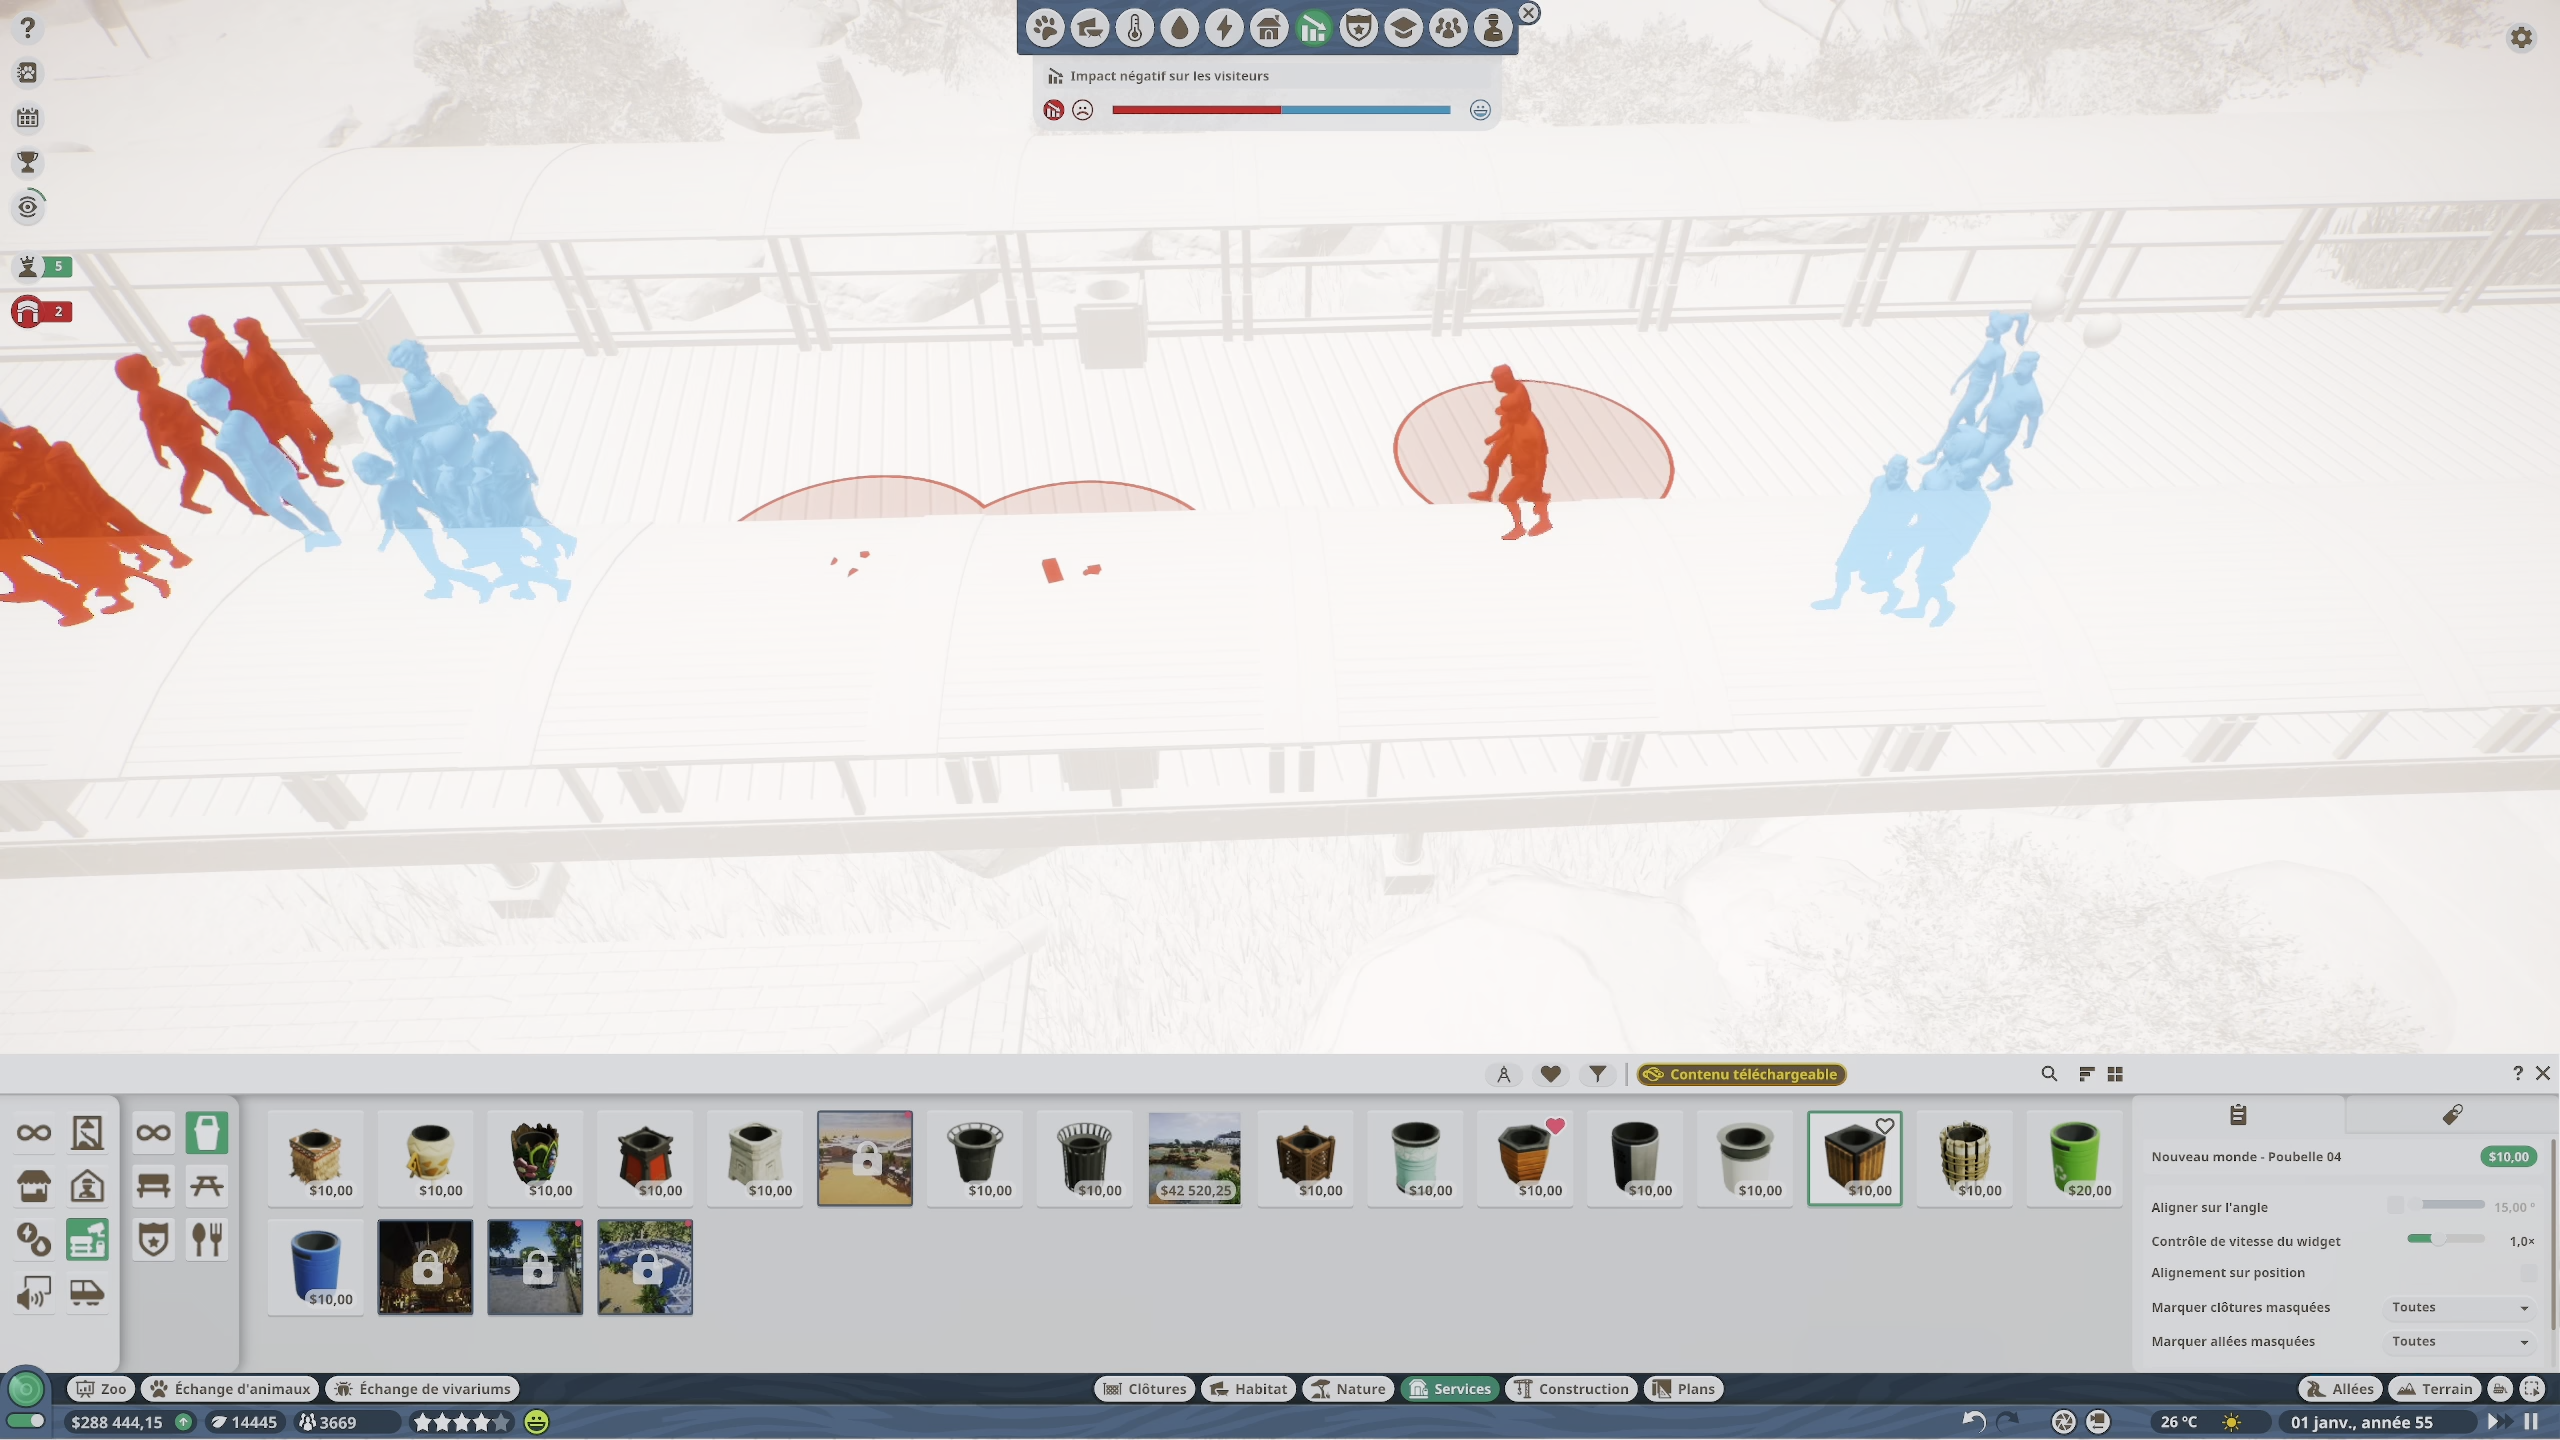 Impact négatif sur les visiteurs
5
2
Contenu téléchargeable
$10,00
$10,00
$10,00
$10,00
$10,00
$10,00
$10,00
$42 520,25
$10,00
$10,00
$10,00
$10,00
$10,00
$10,00
$10,00
$20,00
$10,00
Nouveau monde - Poubelle 04
$10,00
Aligner sur l'angle
15,00 °
Contrôle de vitesse du widget
1,0×
Alignement sur position
Marquer clôtures masquées
Toutes
Marquer allées masquées
Toutes
Zoo
Échange d'animaux
Échange de vivariums
Clôtures
Habitat
Nature
Services
Construction
Plans
Allées
Terrain
$288 444,15
14445
3669
26 °C
01 janv., année 55